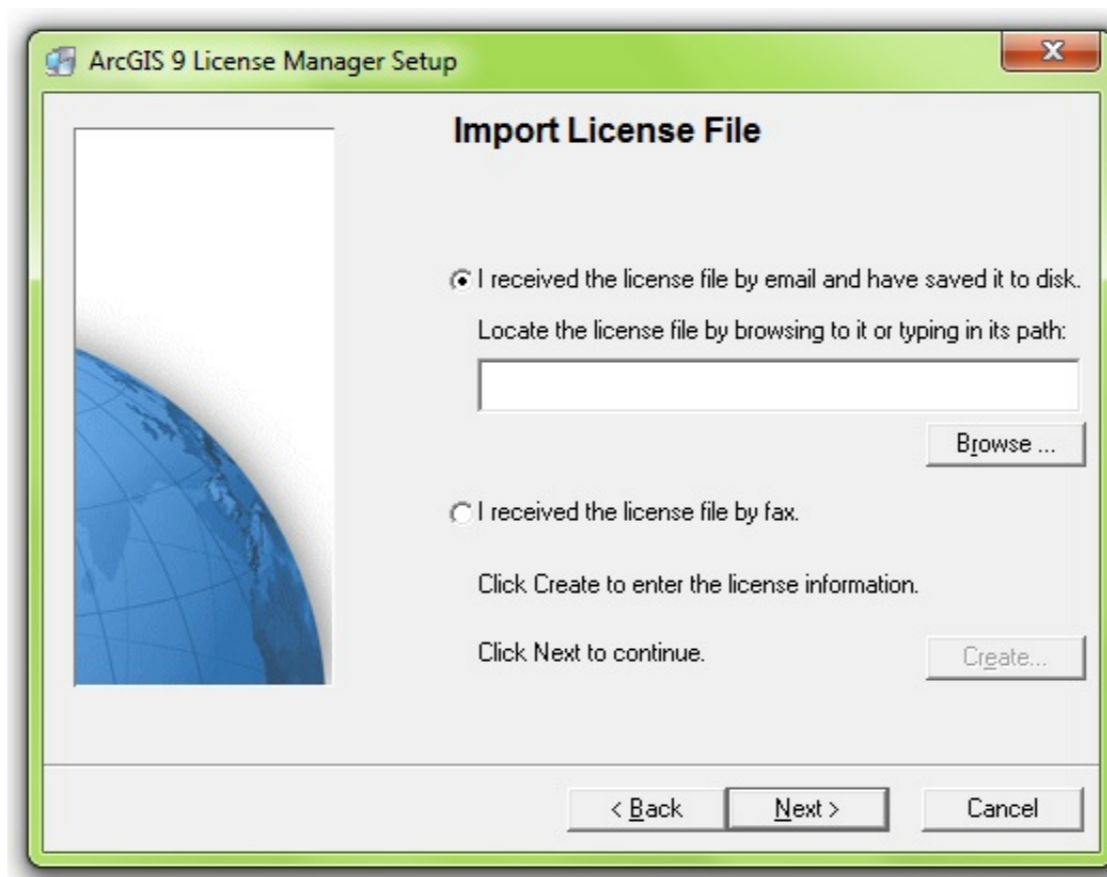 ArcGIS 9 License Manager Setup
Import License File
I received the license file by email and have saved it to disk.
Locate the license file by browsing to it or typing in its path:
Browse ...
I received the license file by fax.
Click Create to enter the license information.
Click Next to continue.
Create...
< Back
Next >
Cancel